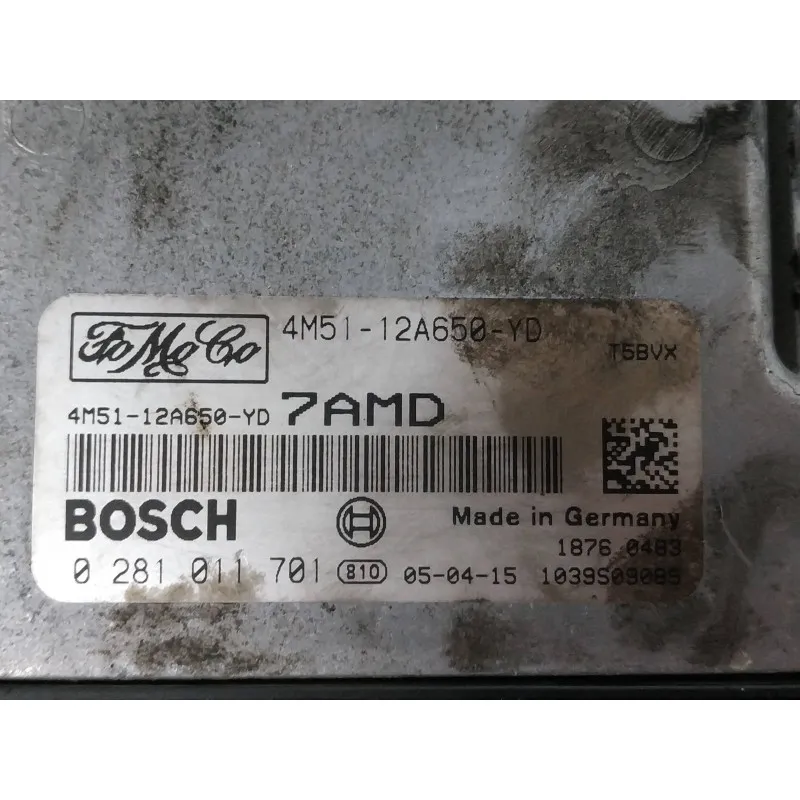 FoMoCo 4M51-12A650-YD
T5BVX
4M51-12A650-YD 7AMD
BOSCH
Made in Germany
1876 0483
0 281 011 701 810 05-04-15 1039S09085